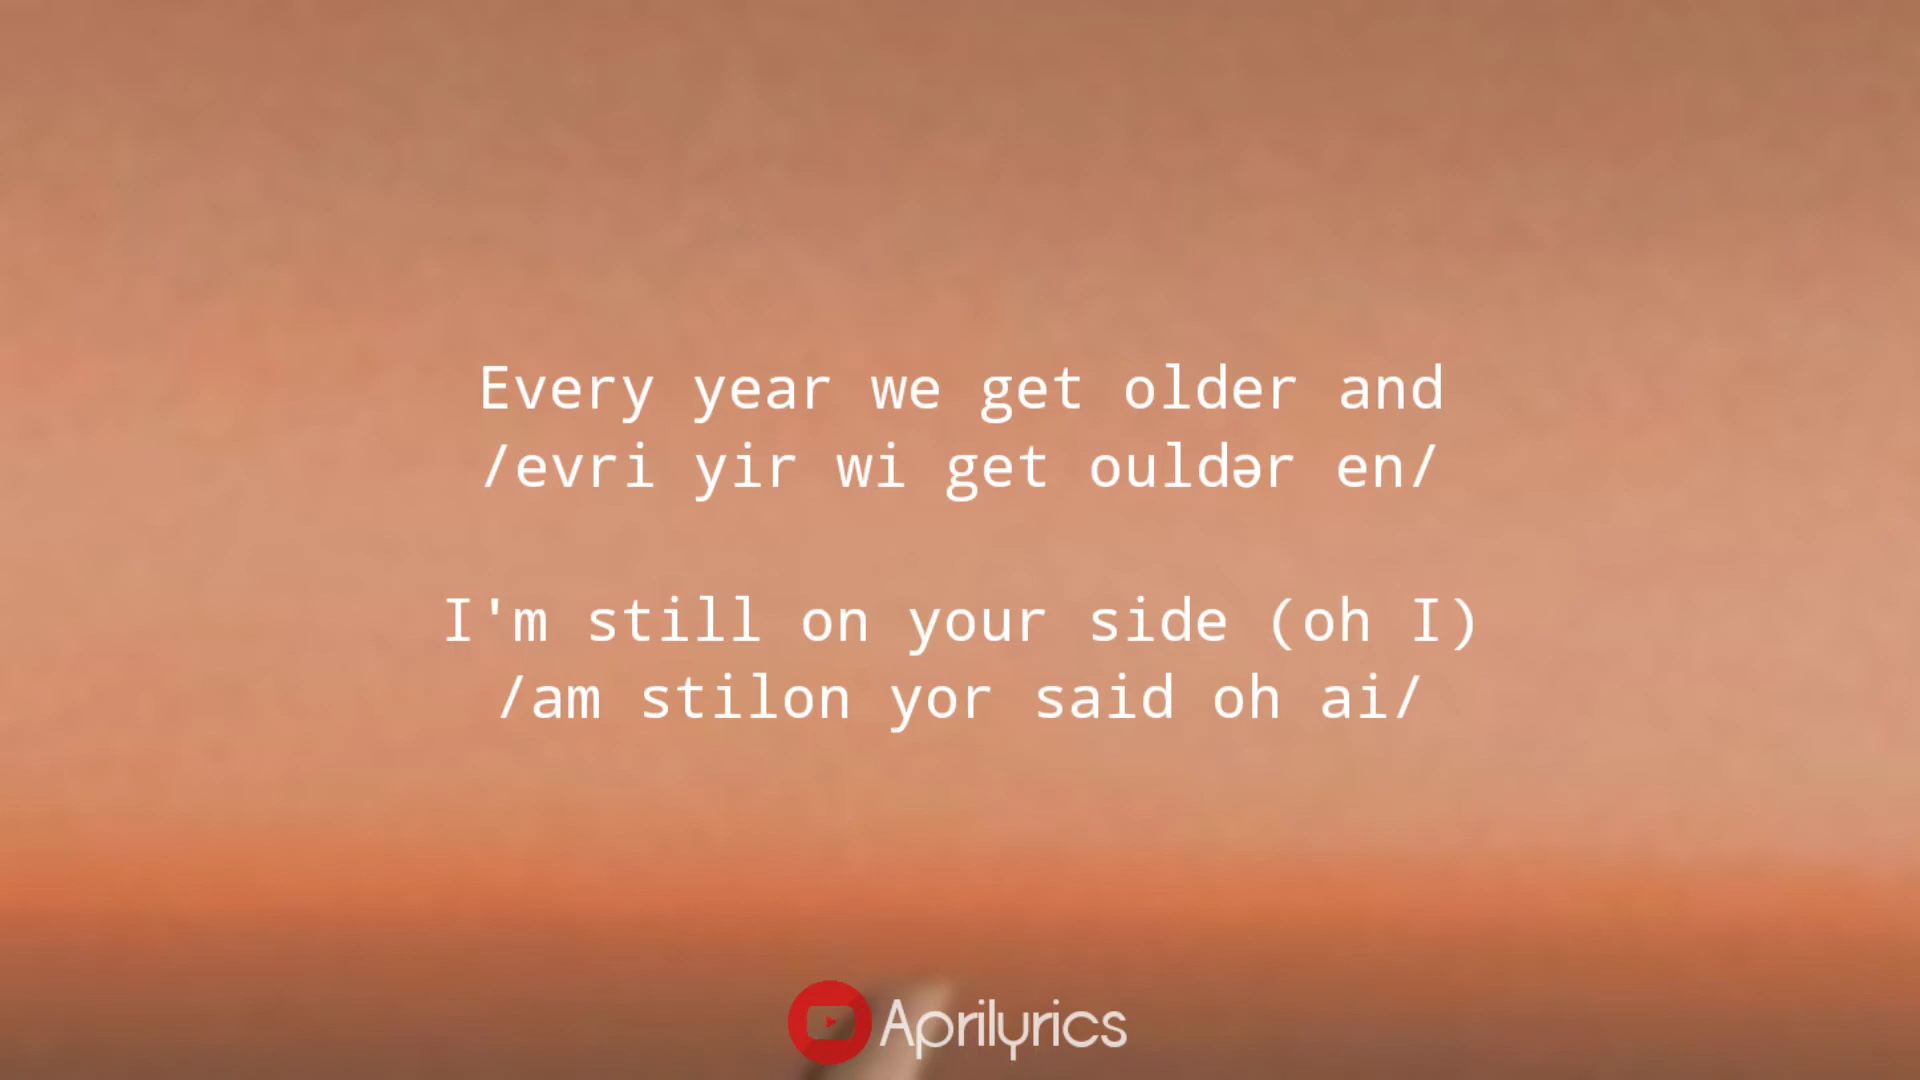 Every year we get older and
/evri yir wi get ouldər en/
I'm still on your side (oh I)
/am stilon yor said oh ai/
Aprilyrics